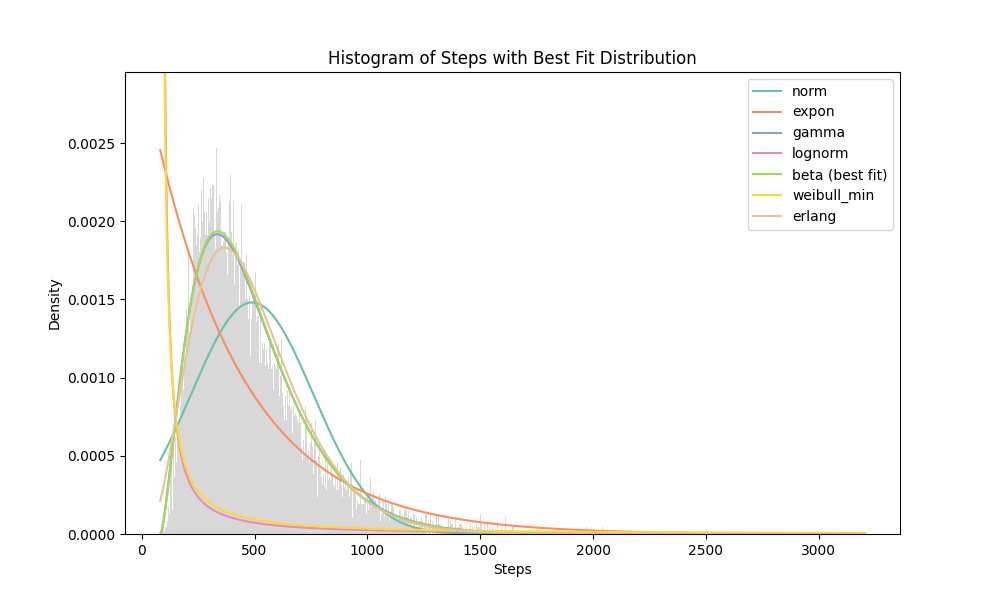 Histogram of Steps with Best Fit Distribution
norm
expon
gamma
lognorm
beta (best fit)
weibull_min
erlang
Density
0.0025
0.0020
0.0015
0.0010
0.0005
0.0000
0
500
1000
1500
2000
2500
3000
Steps